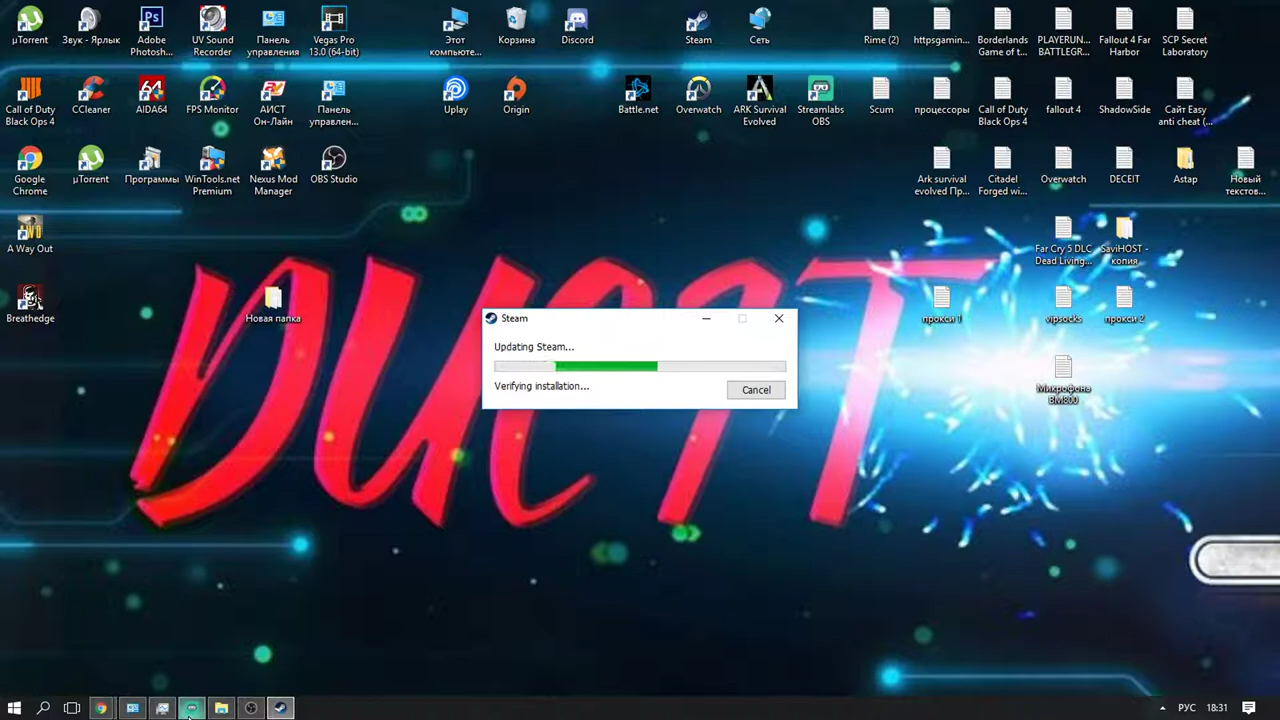 µTorrent
Звук - Ярлык
Adobe
Photosh...
IV Sounds
Recorder
Панель
управления
Vegas Pro
13.0 (64-bit)
Этот
компьюте...
Корзина
Discord
Steam
Сеть
Rime (2)
httpsgamin...
Borderlands
Game of t...
PLAYERUN...
BATTLEGR...
Fallout 4 Far
Harbor
SCP Secret
Laboratory
Call of Duty
Black Ops 4
CCleaner
AIDA64
FPS Monitor
АИСТ
Он-Лайн
Панель
управлен...
Uplay
Origin
Battle.net
Overwatch
ARK Survival
Evolved
Streamlabs
OBS
Scum
процессоры
Call of Duty
Black Ops 4
fallout 4
ShadowSide
Сайт Easy
anti cheat (...
Google
Chrome
µTorrent
Программы
WinTools.net
Premium
Nexus Mod
Manager
OBS Studio
Ark survival
evolved Пр...
Citadel
Forged wi...
Overwatch
DECEIT
Astap
Новый
текстов...
A Way Out
Far Cry 5 DLC
Dead Living...
SaviHOST -
копия
Breathedge
Новая папка
прокси 1
vipsocks
прокси 2
Микрофона
BM800
Steam
Updating Steam...
Verifying installation...
Cancel
РУС
18:31